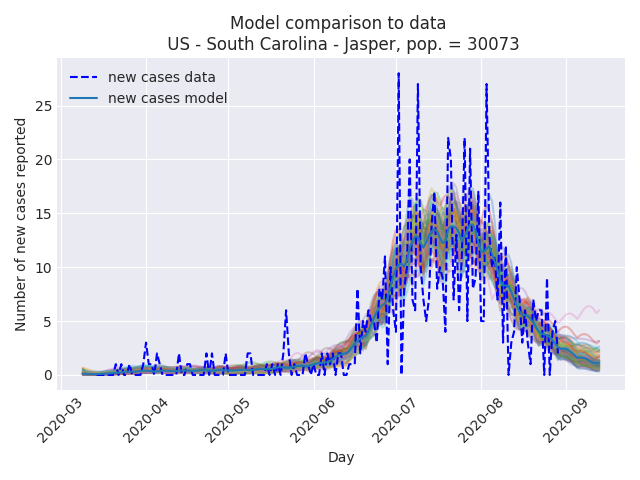 Model comparison to data
US - South Carolina - Jasper, pop. = 30073
new cases data
new cases model
Number of new cases reported
25
20
15
10
5
0
2020-03
2020-04
2020-05
2020-06
2020-07
2020-08
2020-09
Day